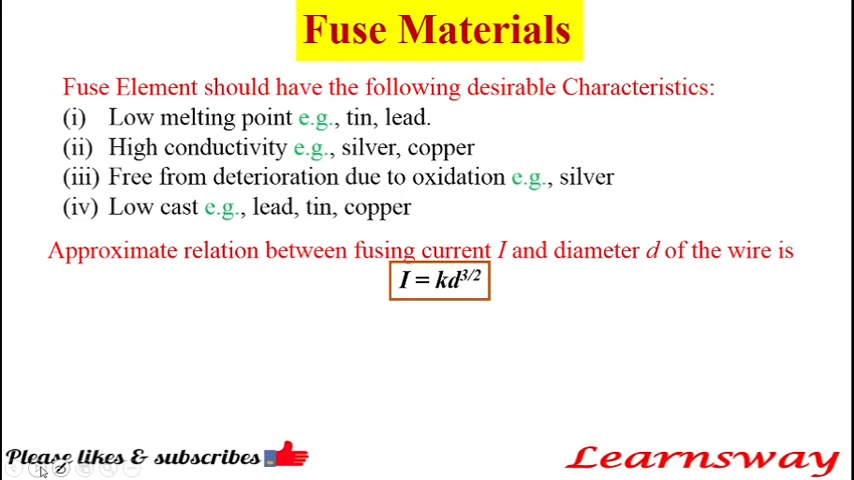 Fuse Materials
Fuse Element should have the following desirable Characteristics:
(i) Low melting point e.g., tin, lead.
(ii) High conductivity e.g., silver, copper
(iii) Free from deterioration due to oxidation e.g., silver
(iv) Low cast e.g., lead, tin, copper
Approximate relation between fusing current I and diameter d of the wire is
I = kd³/²
Please likes & subscribes
Learnsway